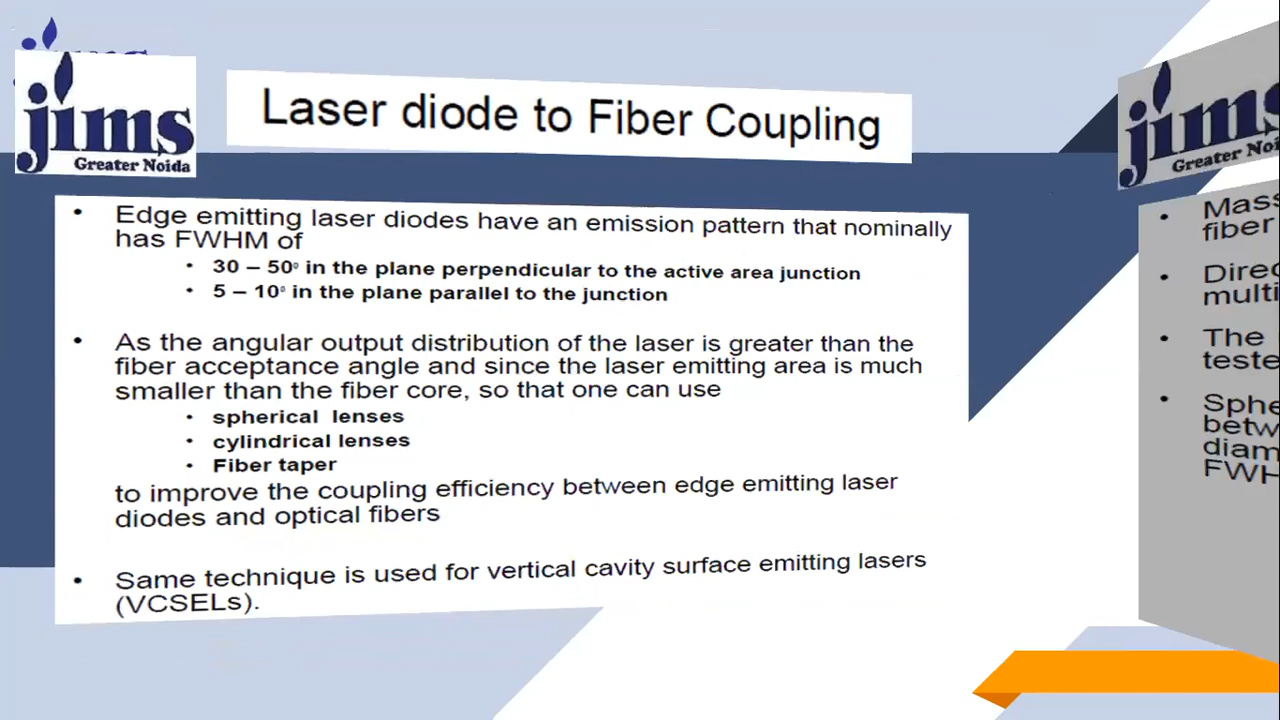 jims
Greater Noida
Laser diode to Fiber Coupling
• Edge emitting laser diodes have an emission pattern that nominally
has FWHM of
• 30 – 50° in the plane perpendicular to the active area junction
• 5 – 10° in the plane parallel to the junction
• As the angular output distribution of the laser is greater than the
fiber acceptance angle and since the laser emitting area is much
smaller than the fiber core, so that one can use
• spherical lenses
• cylindrical lenses
• Fiber taper
to improve the coupling efficiency between edge emitting laser
diodes and optical fibers
• Same technique is used for vertical cavity surface emitting lasers
(VCSELs).
jims
Greater
•
fiber
•
•
The
•